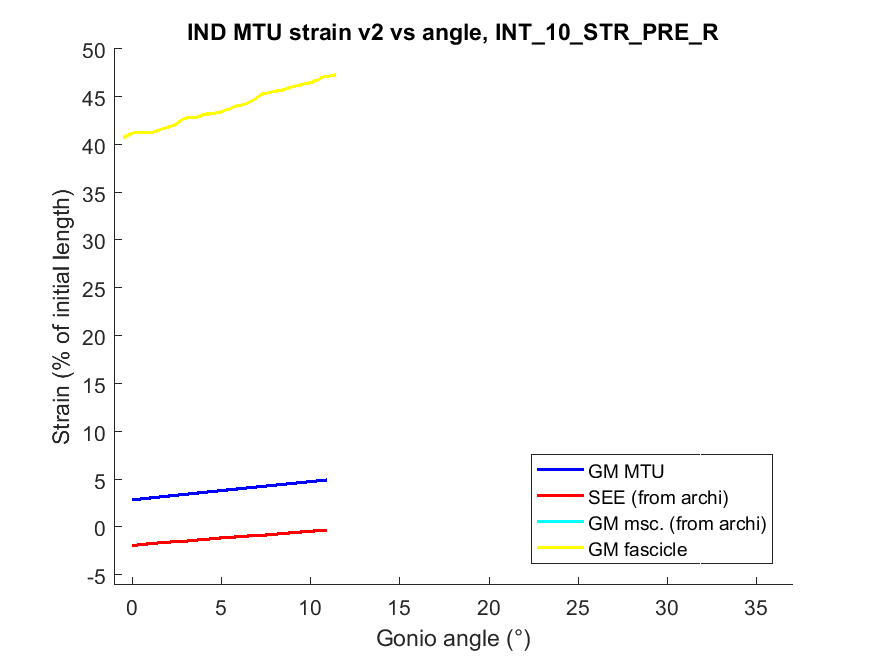 IND MTU strain v2 vs angle, INT_10_STR_PRE_R
50
45
40
35
30
25
20
15
10
5
0
-5
Strain (% of initial length)
GM MTU
SEE (from archi)
GM msc. (from archi)
GM fascicle
0 5 10 15 20 25 30 35
Gonio angle (°)